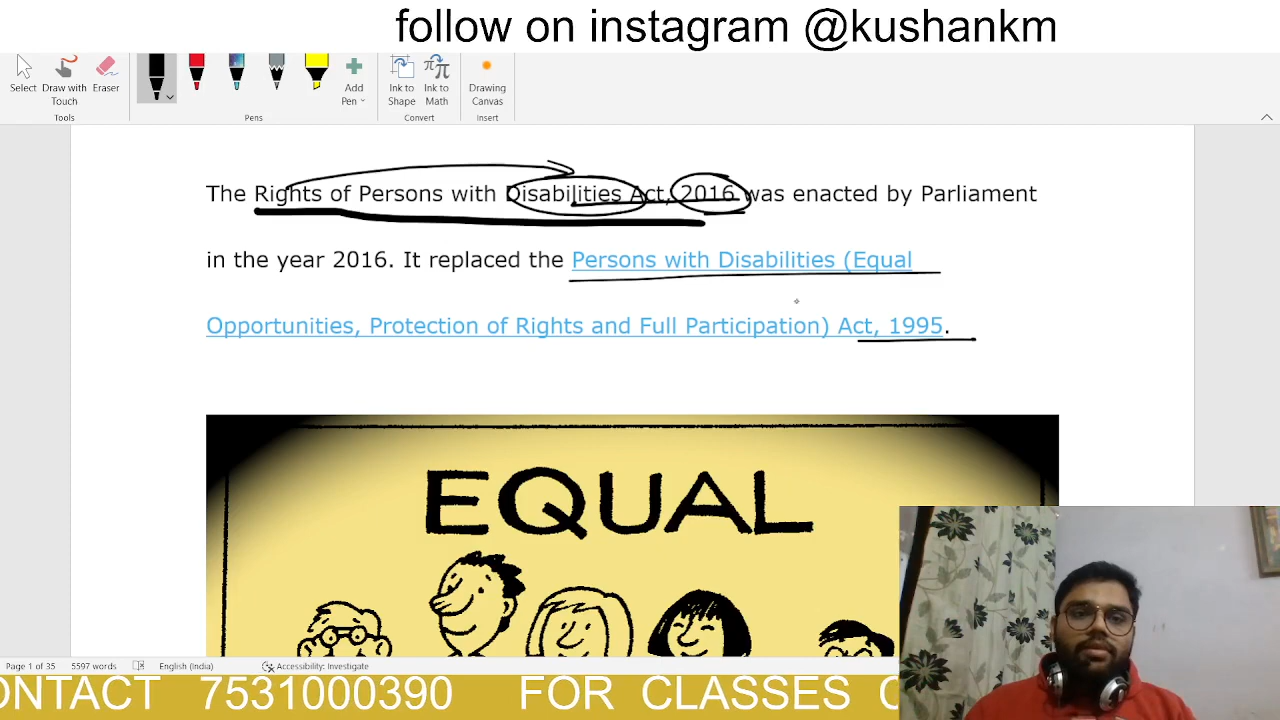 follow on instagram @kushankm
Select
Draw with Touch
Eraser
Add Pen
Ink to Shape
Ink to Math
Drawing Canvas
Tools
Pens
Convert
Insert
The Rights of Persons with Disabilities Act, 2016 was enacted by Parliament
in the year 2016. It replaced the Persons with Disabilities (Equal
Opportunities, Protection of Rights and Full Participation) Act, 1995.
EQUAL
Page 1 of 35 5597 words English (India) Accessibility: Investigate
ONTACT 7531000390 FOR CLASSES C